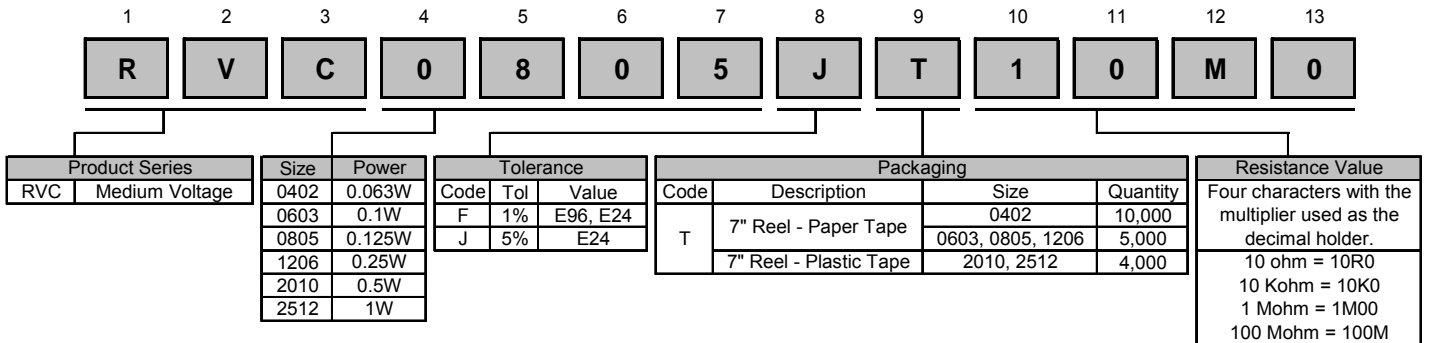 1 2 3 4 5 6 7 8 9 10 11 12 13
R V C 0 8 0 5 J T 1 0 M 0
Product Series
RVC Medium Voltage
Size Power
0402 0.063W
0603 0.1W
0805 0.125W
1206 0.25W
2010 0.5W
2512 1W
Tolerance
Code Tol Value
F 1% E96, E24
J 5% E24
Packaging
Code Description Size Quantity
T 7" Reel - Paper Tape 0402 10,000
0603, 0805, 1206 5,000
7" Reel - Plastic Tape 2010, 2512 4,000
Resistance Value
Four characters with the
multiplier used as the
decimal holder.
10 ohm = 10R0
10 Kohm = 10K0
1 Mohm = 1M00
100 Mohm = 100M